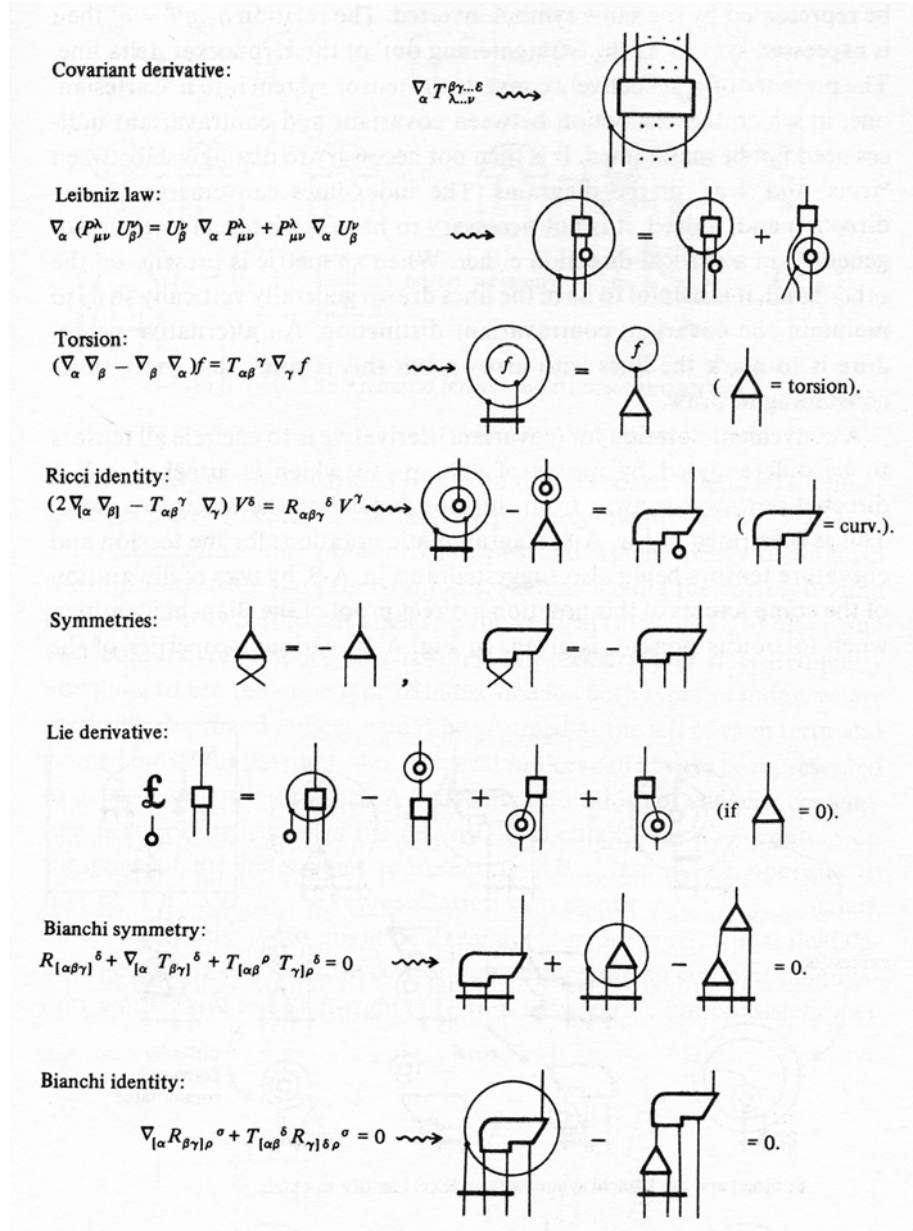 Covariant derivative:
∇_α T^{βγ…ε}_{λ…ν}
Leibniz law:
∇_α (P^λ_{μν} U^ν_β) = U^ν_β ∇_α P^λ_{μν} + P^λ_{μν} ∇_α U^ν_β
+
Torsion:
(∇_α ∇_β − ∇_β ∇_α)f = T_{αβ}^γ ∇_γ f
f = f ( = torsion).
Ricci identity:
(2∇_{[α} ∇_{β]} − T_{αβ}^γ ∇_γ) V^δ = R_{αβγ}^δ V^γ
− = ( = curv.).
Symmetries:
= − , = −
Lie derivative:
£ = − + + (if = 0).
Bianchi symmetry:
R_{[αβγ]}^δ + ∇_{[α} T_{βγ]}^δ + T_{[αβ}^ρ T_{γ]ρ}^δ = 0
+ − = 0.
Bianchi identity:
∇_{[α} R_{βγ]ρ}^σ + T_{[αβ}^δ R_{γ]δρ}^σ = 0
− = 0.